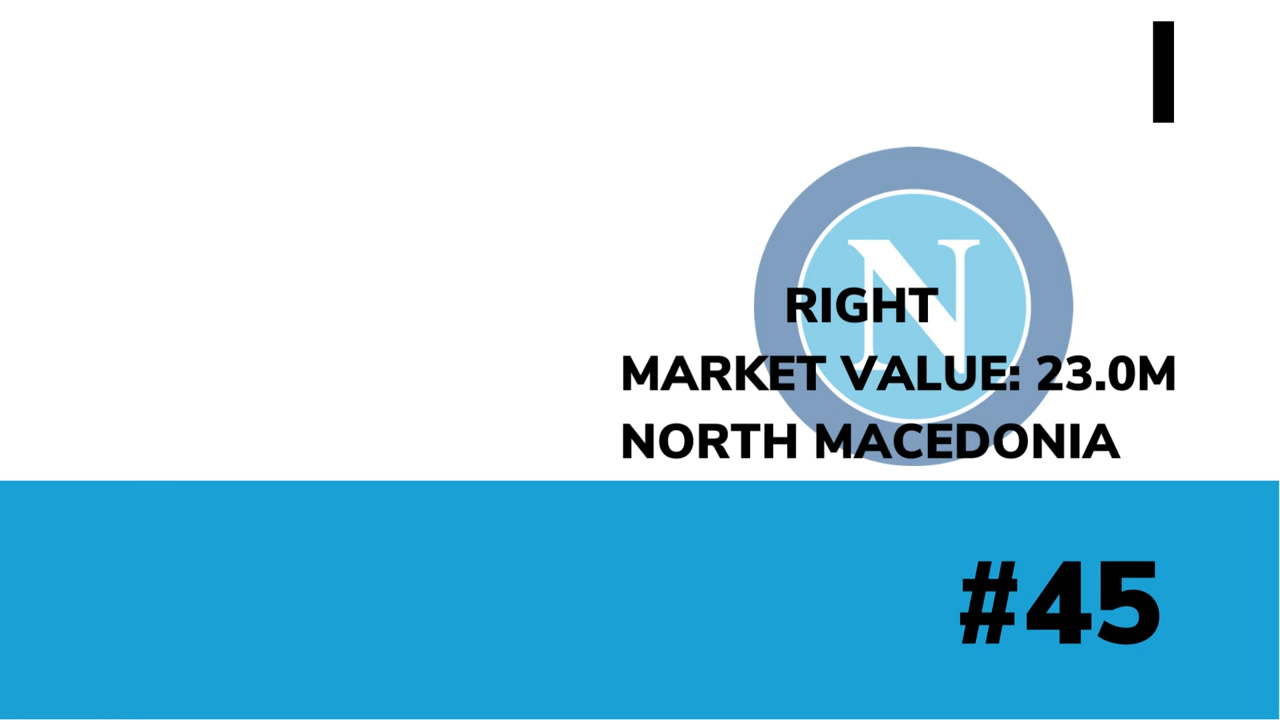 I
N
RIGHT
MARKET VALUE: 23.0M
NORTH MACEDONIA
#45